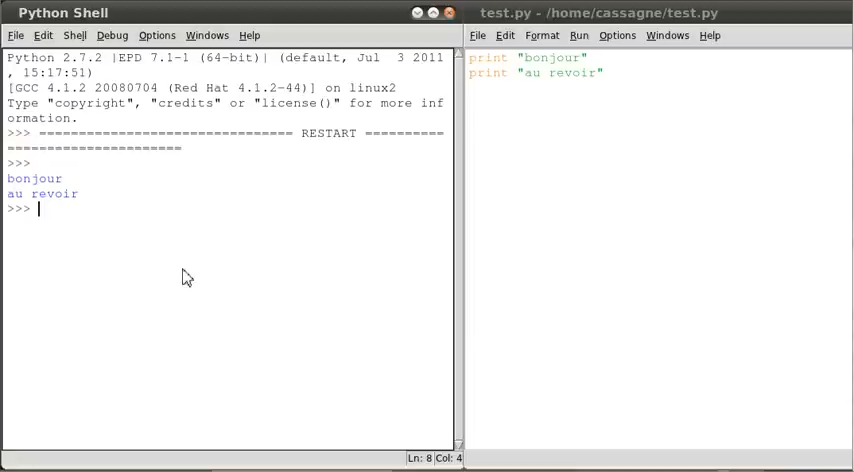 Python Shell
File Edit Shell Debug Options Windows Help
Python 2.7.2 |EPD 7.1-1 (64-bit)| (default, Jul  3 2011
, 15:17:51)
[GCC 4.1.2 20080704 (Red Hat 4.1.2-44)] on linux2
Type "copyright", "credits" or "license()" for more inf
ormation.
>>> ================================ RESTART ==========
======================
>>>
bonjour
au revoir
>>>
Ln: 8 Col: 4
test.py - /home/cassagne/test.py
File Edit Format Run Options Windows Help
print "bonjour"
print "au revoir"